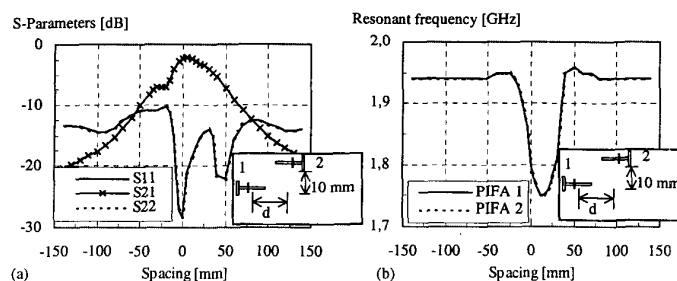 S-Parameters [dB]
0
-10
-20
-30
S11
S21
S22
1
2
10 mm
d
-150 -100 -50 0 50 100 150
(a)
Spacing [mm]
Resonant frequency [GHz]
2,0
1,9
1,8
1,7
PIFA 1
PIFA 2
1
2
10 mm
d
-150 -100 -50 0 50 100 150
(b)
Spacing [mm]